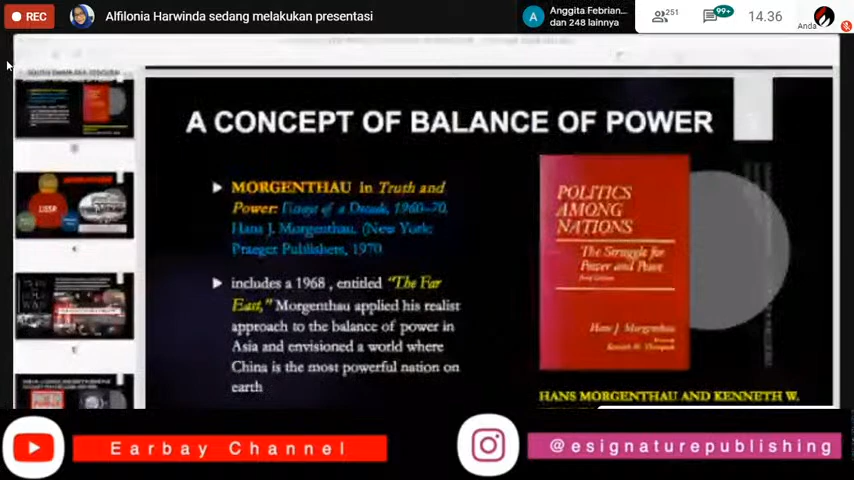 REC
Alfilonia Harwinda sedang melakukan presentasi
Anggita Febrian...
dan 248 lainnya
251
99+
14.36
Anda
A CONCEPT OF BALANCE OF POWER
MORGENTHAU in Truth and
Power: Essays of a Decade, 1960-70,
Hans J. Morgenthau. (New York:
Praeger Publishers, 1970
includes a 1968 , entitled "The Far
East," Morgenthau applied his realist
approach to the balance of power in
Asia and envisioned a world where
China is the most powerful nation on
earth
POLITICS
AMONG
NATIONS
The Struggle for
Power and Peace
Hans J. Morgenthau
Kenneth W. Thompson
HANS MORGENTHAU AND KENNETH W.
USSR
Earbay Channel
@esignaturepublishing